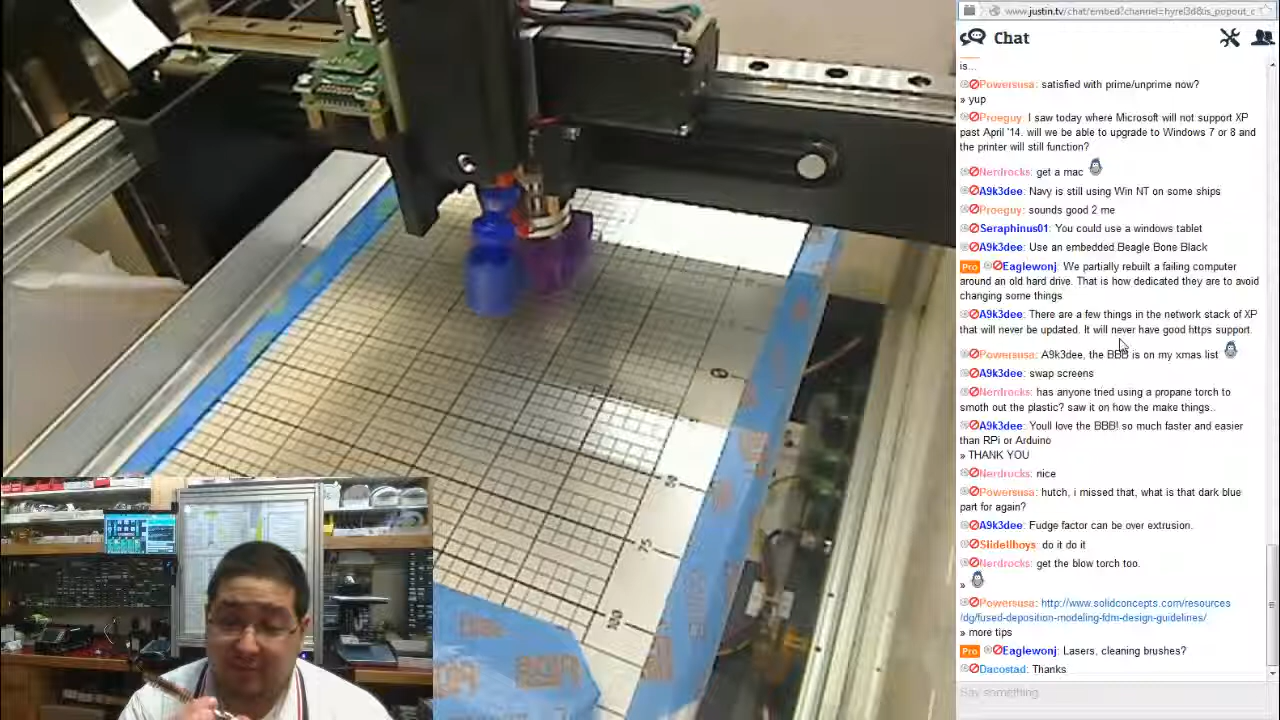 www.justin.tv/chat/embed?channel=hyrel3d&is_popout_c
Chat
is...
Powersusa: satisfied with prime/unprime now?
» yup
Proeguy: I saw today where Microsoft will not support XP
past April '14. will we be able to upgrade to Windows 7 or 8 and
the printer will still function?
Nerdrocks: get a mac
A9k3dee: Navy is still using Win NT on some ships
Proeguy: sounds good 2 me
Seraphinus01: You could use a windows tablet
A9k3dee: Use an embedded Beagle Bone Black
Pro Eaglewonj: We partially rebuilt a failing computer
around an old hard drive. That is how dedicated they are to avoid
changing some things
A9k3dee: There are a few things in the network stack of XP
that will never be updated. It will never have good https support.
Powersusa: A9k3dee, the BBB is on my xmas list
A9k3dee: swap screens
Nerdrocks: has anyone tried using a propane torch to
smoth out the plastic? saw it on how the make things..
A9k3dee: Youll love the BBB! so much faster and easier
than RPi or Arduino
» THANK YOU
Nerdrocks: nice
Powersusa: hutch, i missed that, what is that dark blue
part for again?
A9k3dee: Fudge factor can be over extrusion.
Slidellhoys: do it do it
Nerdrocks: get the blow torch too.
»
Powersusa: http://www.solidconcepts.com/resources
/dg/fused-deposition-modeling-fdm-design-guidelines/
» more tips
Pro Eaglewonj: Lasers, cleaning brushes?
Dacostad: Thanks
Say something
0
50
75
100